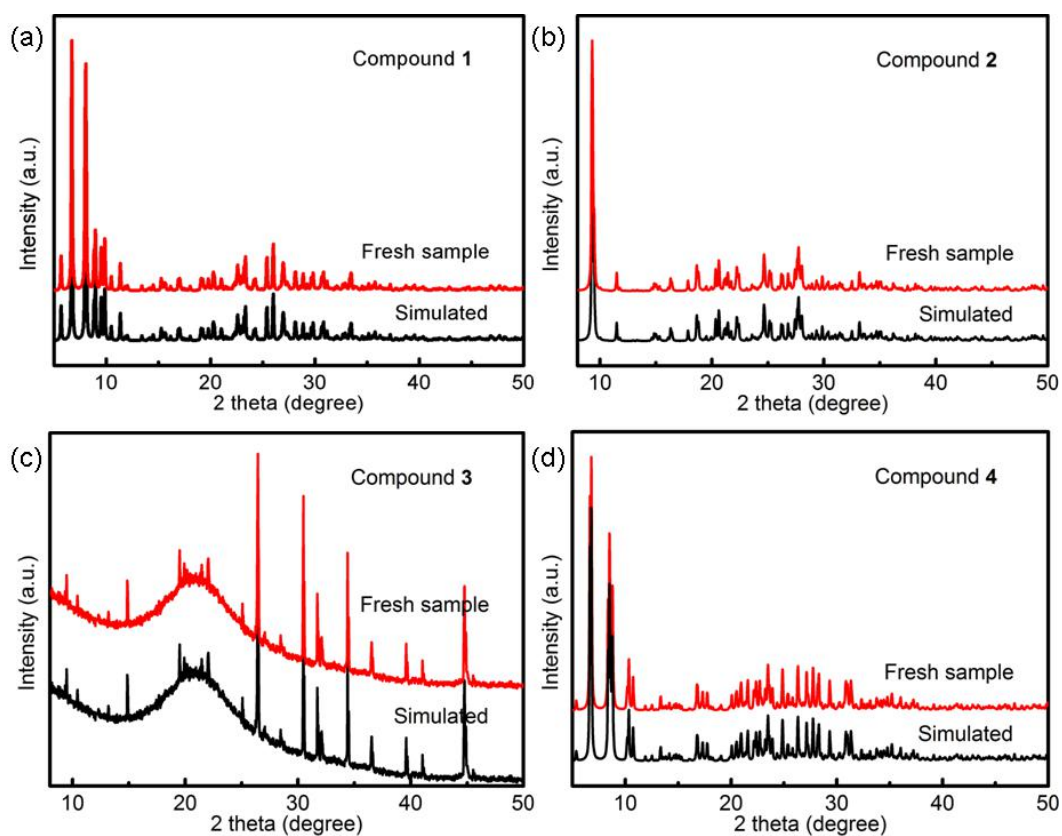 (a)
Compound 1
Fresh sample
Simulated
Intensity (a.u.)
10 20 30 40 50
2 theta (degree)
(b)
Compound 2
Fresh sample
Simulated
Intensity (a.u.)
10 20 30 40 50
2 theta (degree)
(c)
Compound 3
Fresh sample
Simulated
Intensity (a.u.)
10 20 30 40 50
2 theta (degree)
(d)
Compound 4
Fresh sample
Simulated
Intensity (a.u.)
10 20 30 40 50
2 theta (degree)